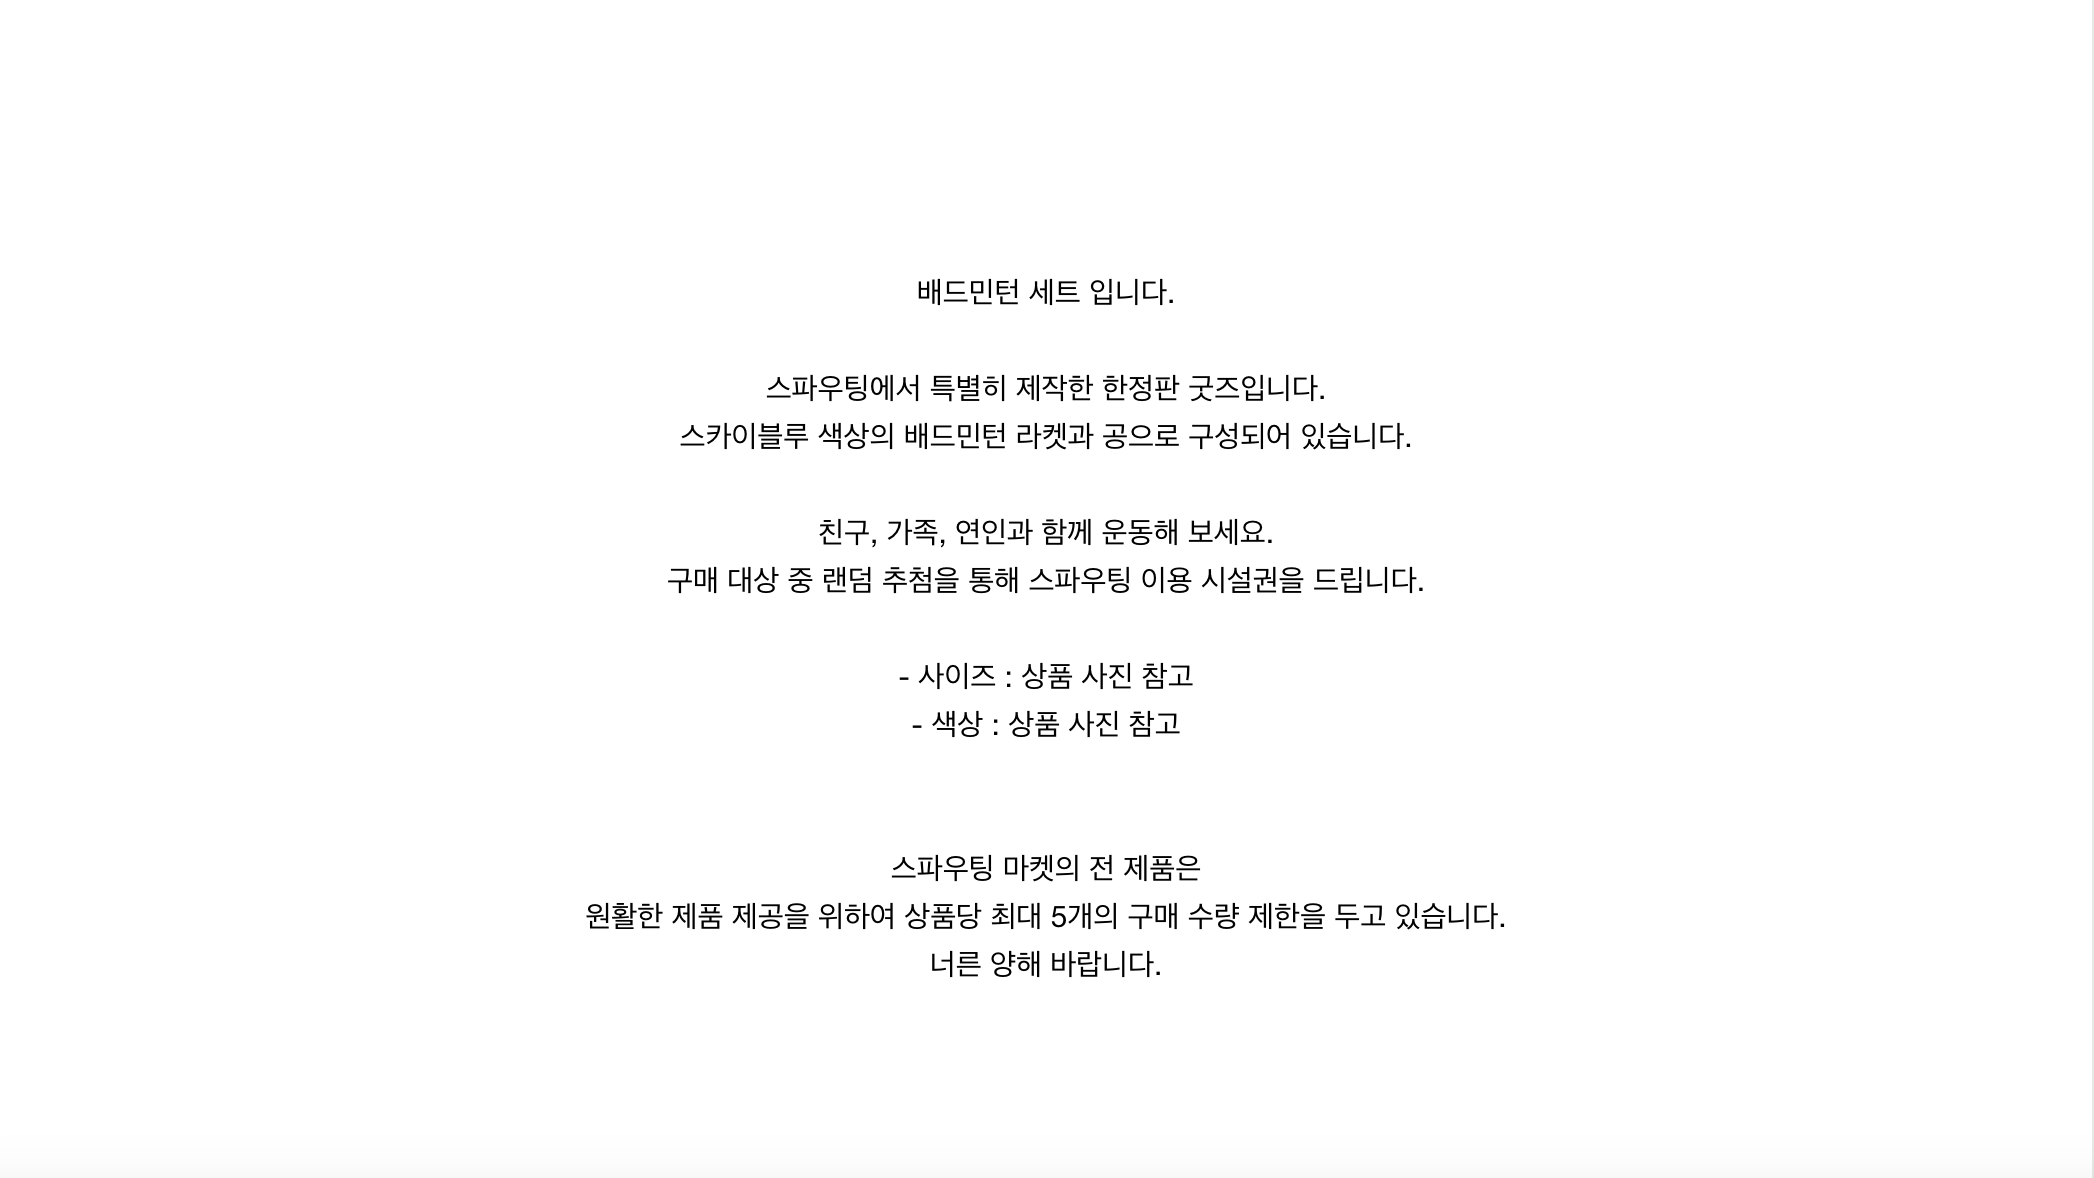 배드민턴 세트 입니다.
스파우팅에서 특별히 제작한 한정판 굿즈입니다.
스카이블루 색상의 배드민턴 라켓과 공으로 구성되어 있습니다.
친구, 가족, 연인과 함께 운동해 보세요.
구매 대상 중 랜덤 추첨을 통해 스파우팅 이용 시설권을 드립니다.
- 사이즈 : 상품 사진 참고
- 색상 : 상품 사진 참고
스파우팅 마켓의 전 제품은
원활한 제품 제공을 위하여 상품당 최대 5개의 구매 수량 제한을 두고 있습니다.
너른 양해 바랍니다.